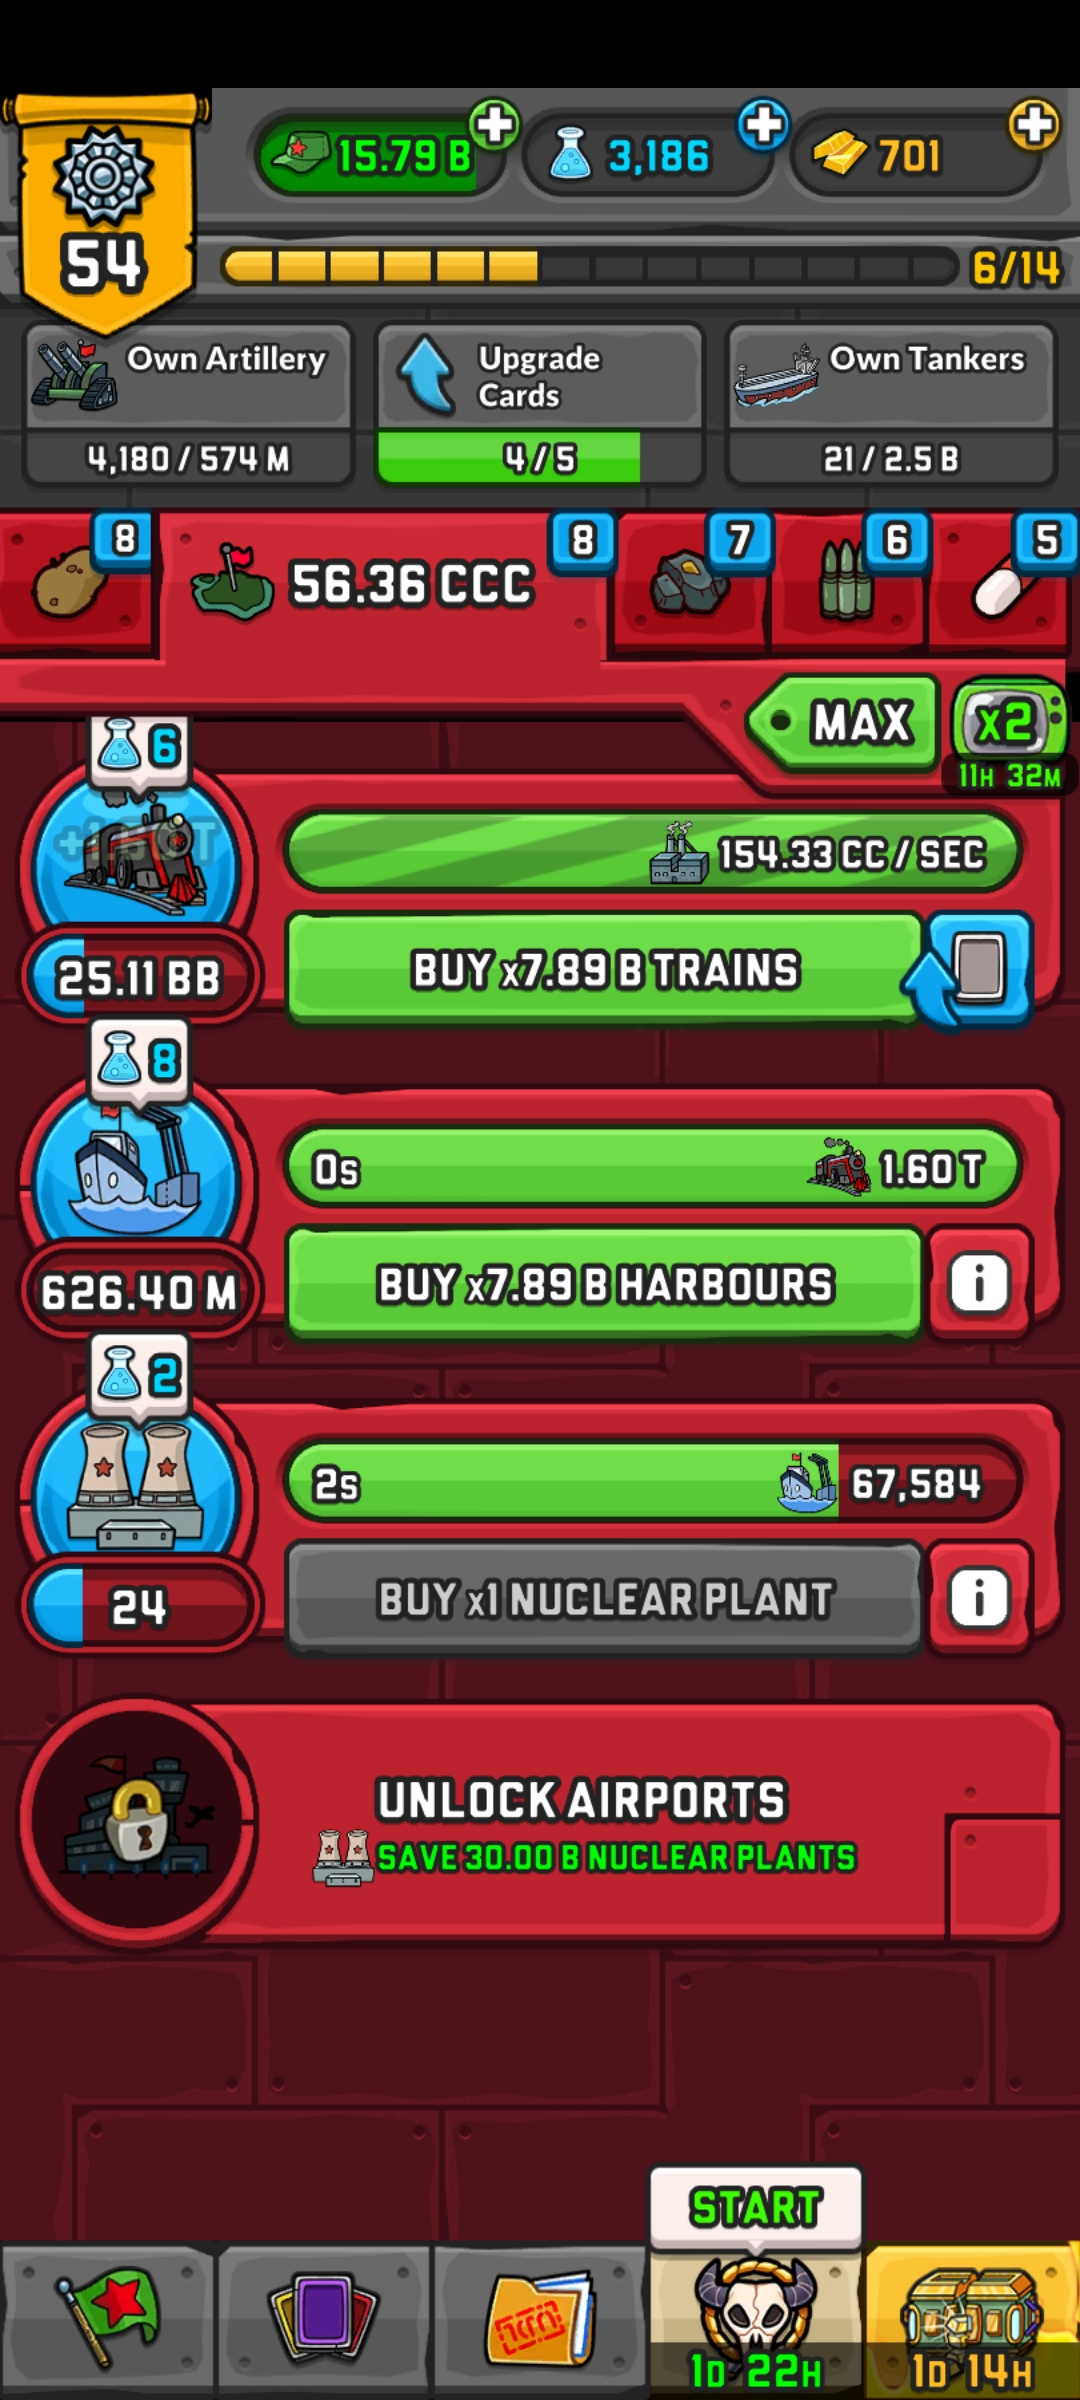 15.79 B
3,186
701
54
6/14
Own Artillery
4,180 / 574 M
Upgrade
Cards
4 / 5
Own Tankers
21 / 2.5 B
8
56.36 CCC
8
7
6
5
MAX
x2
11H 32M
6
154.33 CC / SEC
25.11 BB
BUY x7.89 B TRAINS
8
0s
1.60 T
626.40 M
BUY x7.89 B HARBOURS
2
2s
67,584
24
BUY x1 NUCLEAR PLANT
UNLOCK AIRPORTS
SAVE 30.00 B NUCLEAR PLANTS
START
1D 22H
1D 14H